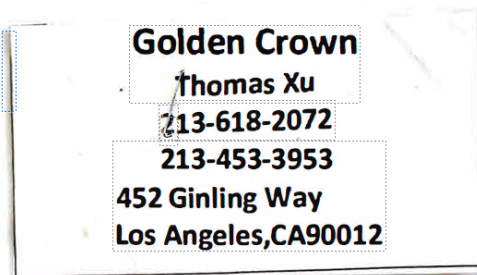 Golden Crown
Thomas Xu
213-618-2072
213-453-3953
452 Ginling Way
Los Angeles,CA90012